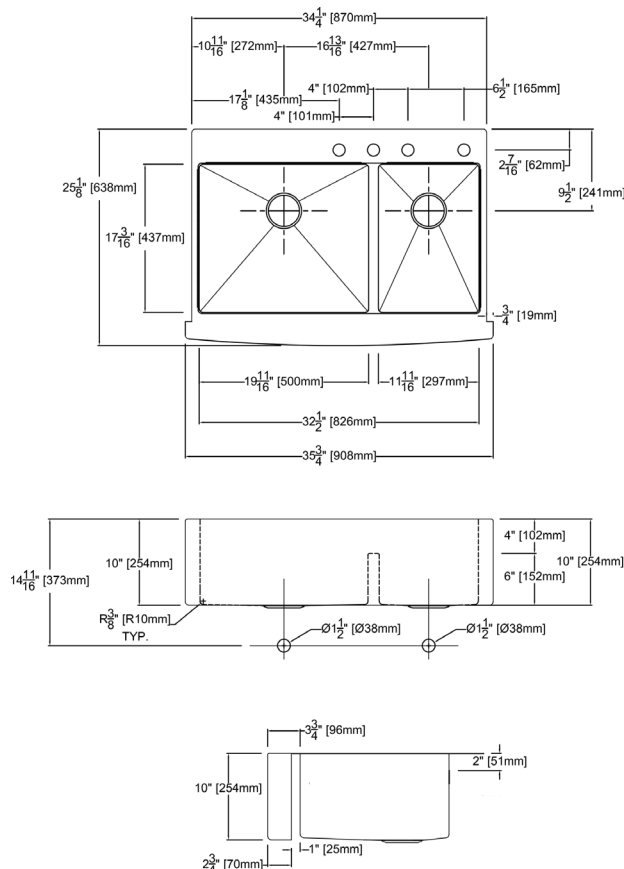 34 1/4" [870mm]
10 11/16" [272mm]
16 13/16" [427mm]
4" [102mm]
6 1/2" [165mm]
17 1/8" [435mm]
4" [101mm]
2 7/16" [62mm]
25 1/8" [638mm]
9 1/2" [241mm]
17 3/16" [437mm]
3/4" [19mm]
19 11/16" [500mm]
11 11/16" [297mm]
32 1/2" [826mm]
35 3/4" [908mm]
4" [102mm]
10" [254mm]
10" [254mm]
14 11/16" [373mm]
6" [152mm]
R3/8" [R10mm]
TYP.
Ø1 1/2" [Ø38mm]
Ø1 1/2" [Ø38mm]
3 3/4" [96mm]
2" [51mm]
10" [254mm]
1" [25mm]
2 3/4" [70mm]